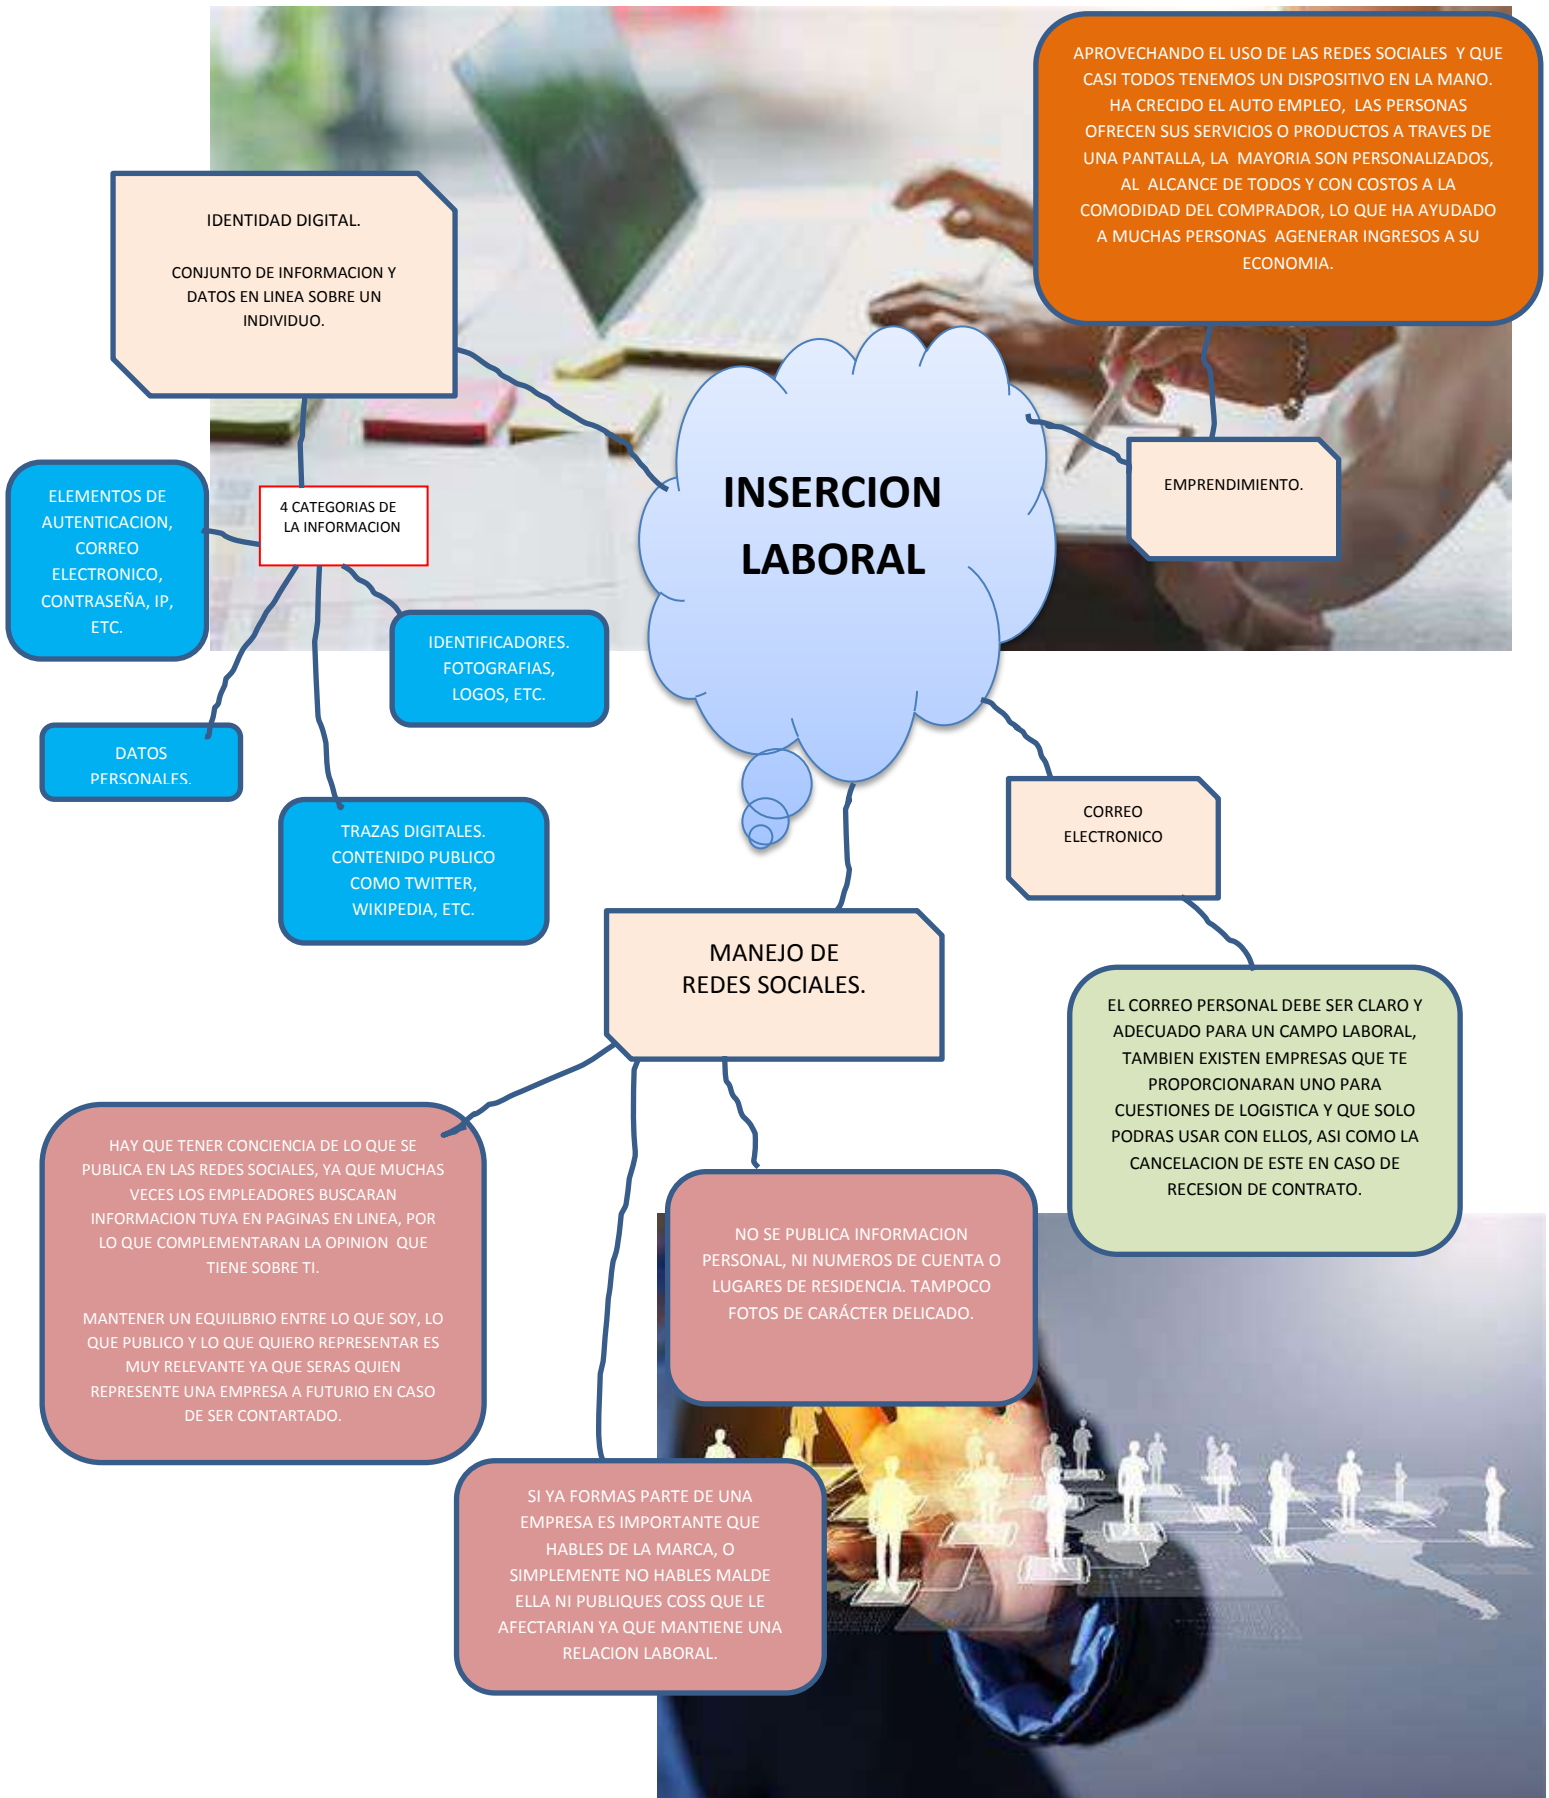 APROVECHANDO EL USO DE LAS REDES SOCIALES Y QUE
CASI TODOS TENEMOS UN DISPOSITIVO EN LA MANO.
HA CRECIDO EL AUTO EMPLEO, LAS PERSONAS
OFRECEN SUS SERVICIOS O PRODUCTOS A TRAVES DE
UNA PANTALLA, LA MAYORIA SON PERSONALIZADOS,
AL ALCANCE DE TODOS Y CON COSTOS A LA
COMODIDAD DEL COMPRADOR, LO QUE HA AYUDADO
A MUCHAS PERSONAS AGENERAR INGRESOS A SU
ECONOMIA.
IDENTIDAD DIGITAL.
CONJUNTO DE INFORMACION Y
DATOS EN LINEA SOBRE UN
INDIVIDUO.
INSERCION
LABORAL
EMPRENDIMIENTO.
4 CATEGORIAS DE
LA INFORMACION
ELEMENTOS DE
AUTENTICACION,
CORREO
ELECTRONICO,
CONTRASEÑA, IP,
ETC.
IDENTIFICADORES.
FOTOGRAFIAS,
LOGOS, ETC.
DATOS
PERSONALES.
TRAZAS DIGITALES.
CONTENIDO PUBLICO
COMO TWITTER,
WIKIPEDIA, ETC.
CORREO
ELECTRONICO
MANEJO DE
REDES SOCIALES.
EL CORREO PERSONAL DEBE SER CLARO Y
ADECUADO PARA UN CAMPO LABORAL,
TAMBIEN EXISTEN EMPRESAS QUE TE
PROPORCIONARAN UNO PARA
CUESTIONES DE LOGISTICA Y QUE SOLO
PODRAS USAR CON ELLOS, ASI COMO LA
CANCELACION DE ESTE EN CASO DE
RECESION DE CONTRATO.
HAY QUE TENER CONCIENCIA DE LO QUE SE
PUBLICA EN LAS REDES SOCIALES, YA QUE MUCHAS
VECES LOS EMPLEADORES BUSCARAN
INFORMACION TUYA EN PAGINAS EN LINEA, POR
LO QUE COMPLEMENTARAN LA OPINION QUE
TIENE SOBRE TI.
MANTENER UN EQUILIBRIO ENTRE LO QUE SOY, LO
QUE PUBLICO Y LO QUE QUIERO REPRESENTAR ES
MUY RELEVANTE YA QUE SERAS QUIEN
REPRESENTE UNA EMPRESA A FUTURIO EN CASO
DE SER CONTARTADO.
NO SE PUBLICA INFORMACION
PERSONAL, NI NUMEROS DE CUENTA O
LUGARES DE RESIDENCIA. TAMPOCO
FOTOS DE CARÁCTER DELICADO.
SI YA FORMAS PARTE DE UNA
EMPRESA ES IMPORTANTE QUE
HABLES DE LA MARCA, O
SIMPLEMENTE NO HABLES MALDE
ELLA NI PUBLIQUES COSS QUE LE
AFECTARIAN YA QUE MANTIENE UNA
RELACION LABORAL.